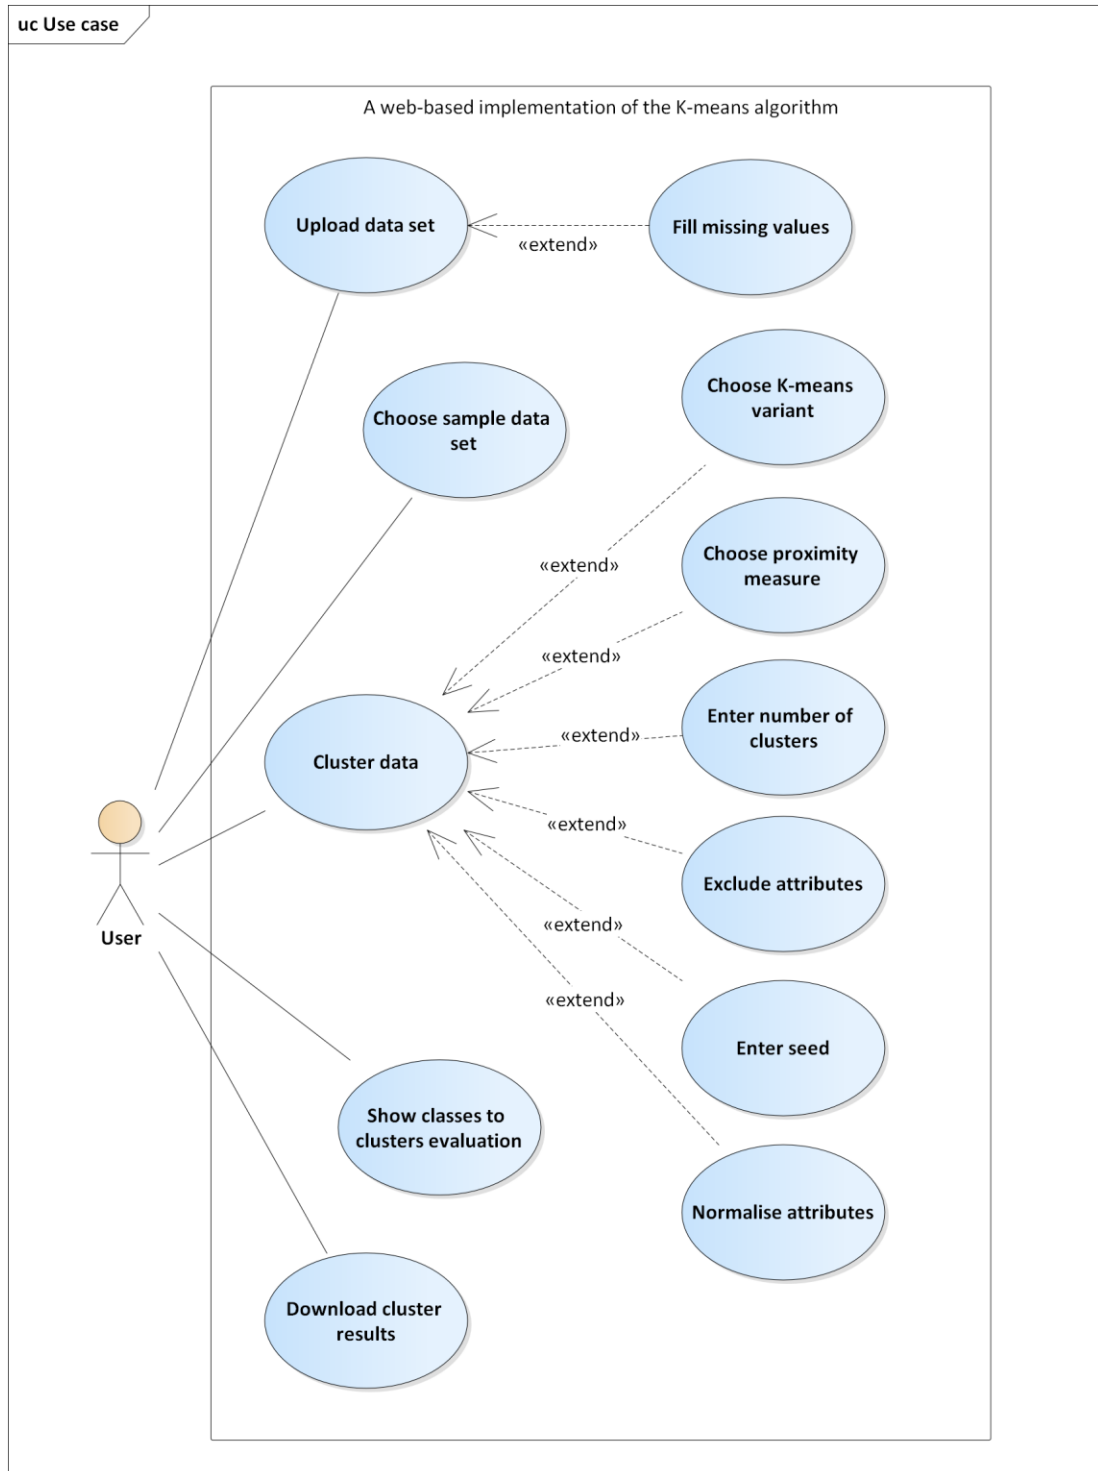 uc Use case
A web-based implementation of the K-means algorithm
Upload data set
«extend»
Fill missing values
Choose sample data
set
Choose K-means
variant
«extend»
Choose proximity
measure
«extend»
Cluster data
«extend»
Enter number of
clusters
«extend»
Exclude attributes
User
«extend»
Enter seed
«extend»
Show classes to
clusters evaluation
Normalise attributes
Download cluster
results